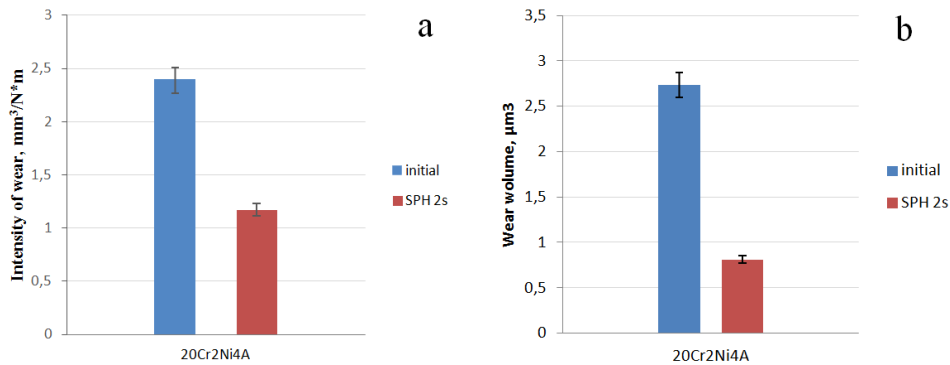 a
3
2,5
2
1,5
1
0,5
0
Intensity of wear, mm³/N*m
20Cr2Ni4A
initial
SPH 2s
b
3,5
3
2,5
2
1,5
1
0,5
0
Wear wolume, µm3
20Cr2Ni4A
initial
SPH 2s